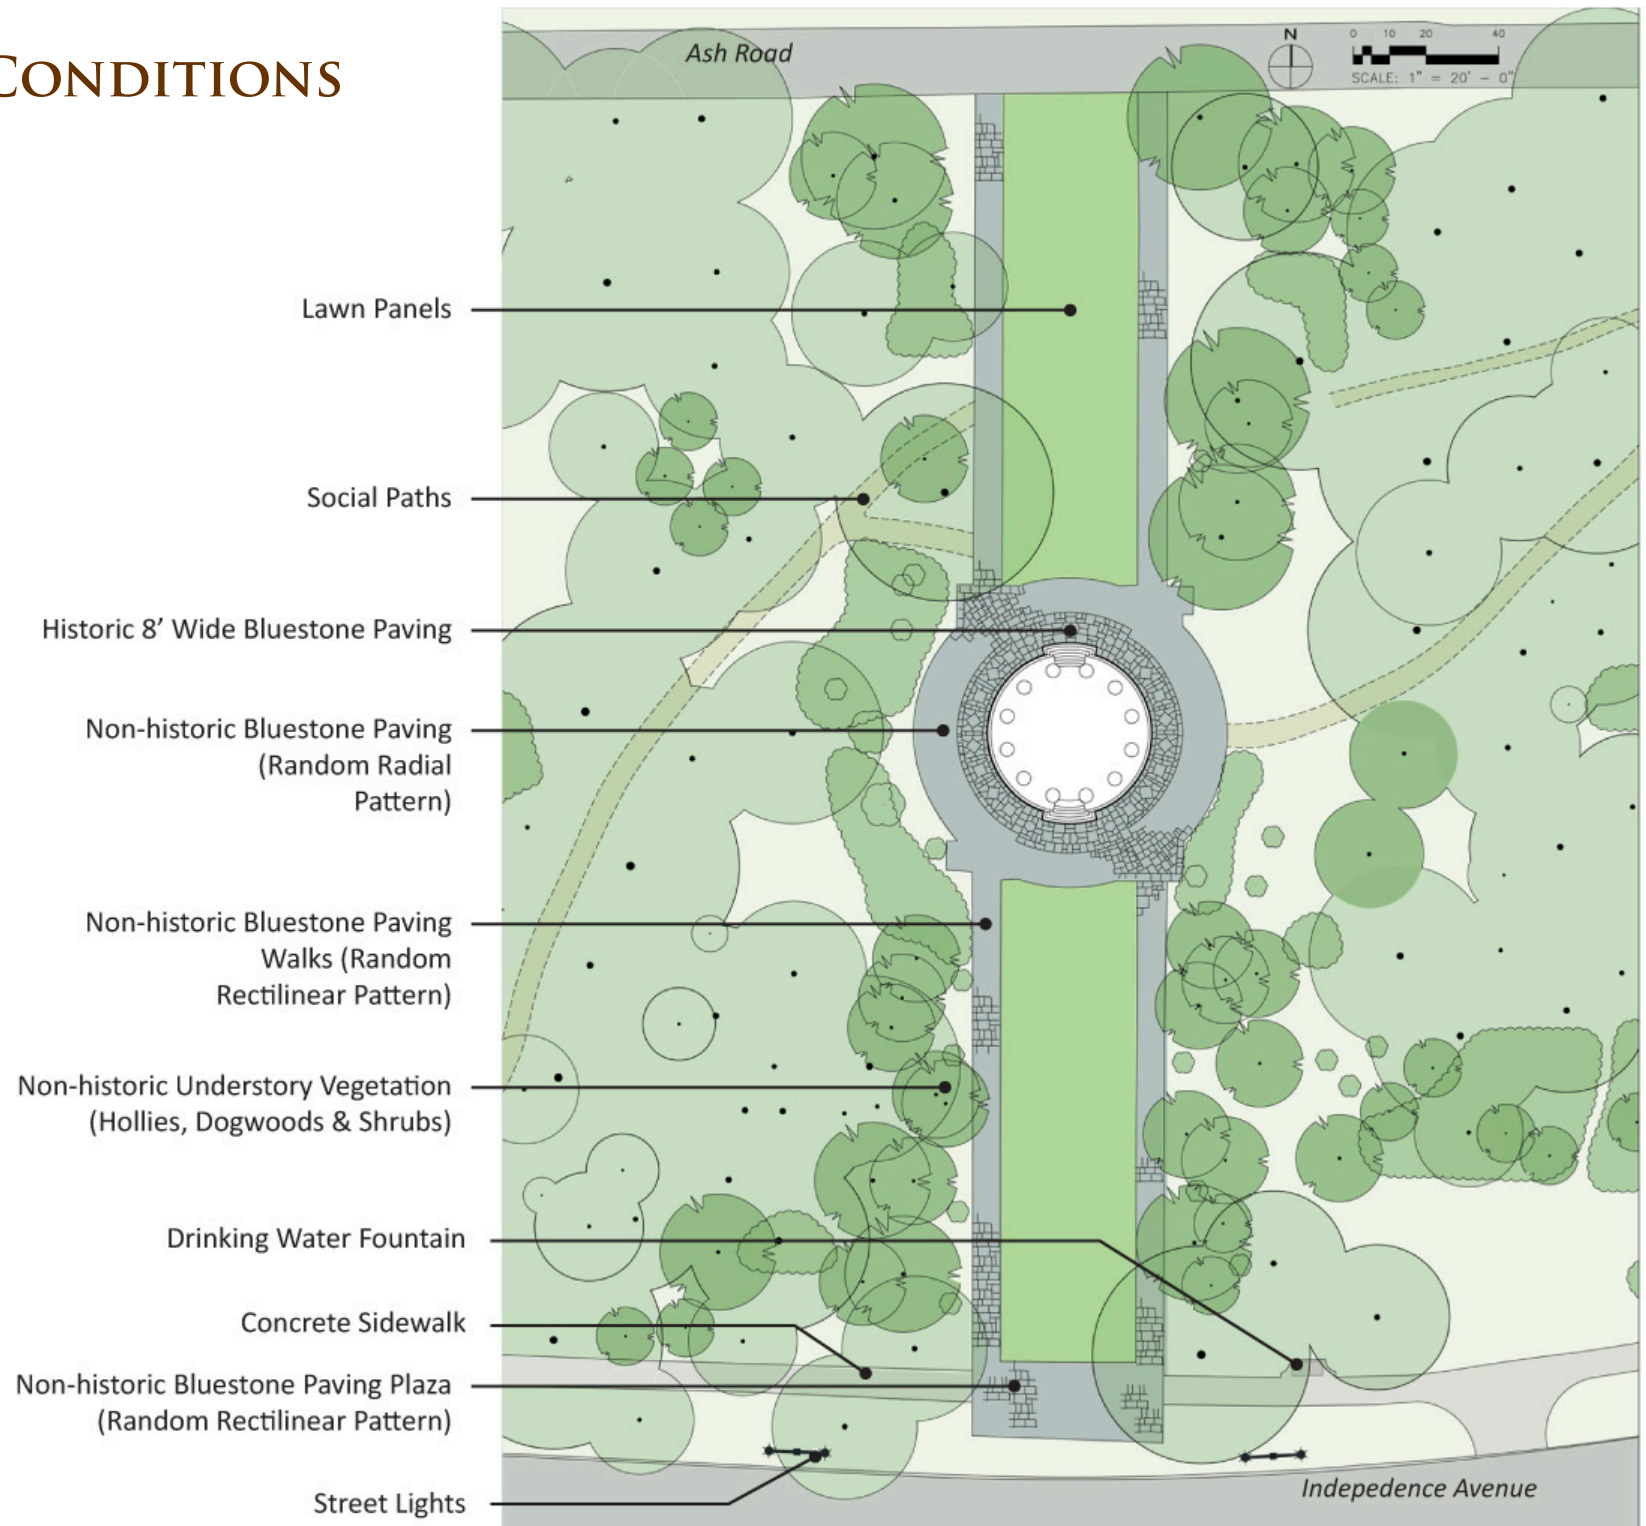 CONDITIONS
Ash Road
N
0 10 20 40
SCALE: 1" = 20' - 0"
Lawn Panels
Social Paths
Historic 8’ Wide Bluestone Paving
Non-historic Bluestone Paving
(Random Radial
Pattern)
Non-historic Bluestone Paving
Walks (Random
Rectilinear Pattern)
Non-historic Understory Vegetation
(Hollies, Dogwoods & Shrubs)
Drinking Water Fountain
Concrete Sidewalk
Non-historic Bluestone Paving Plaza
(Random Rectilinear Pattern)
Street Lights
Indepedence Avenue